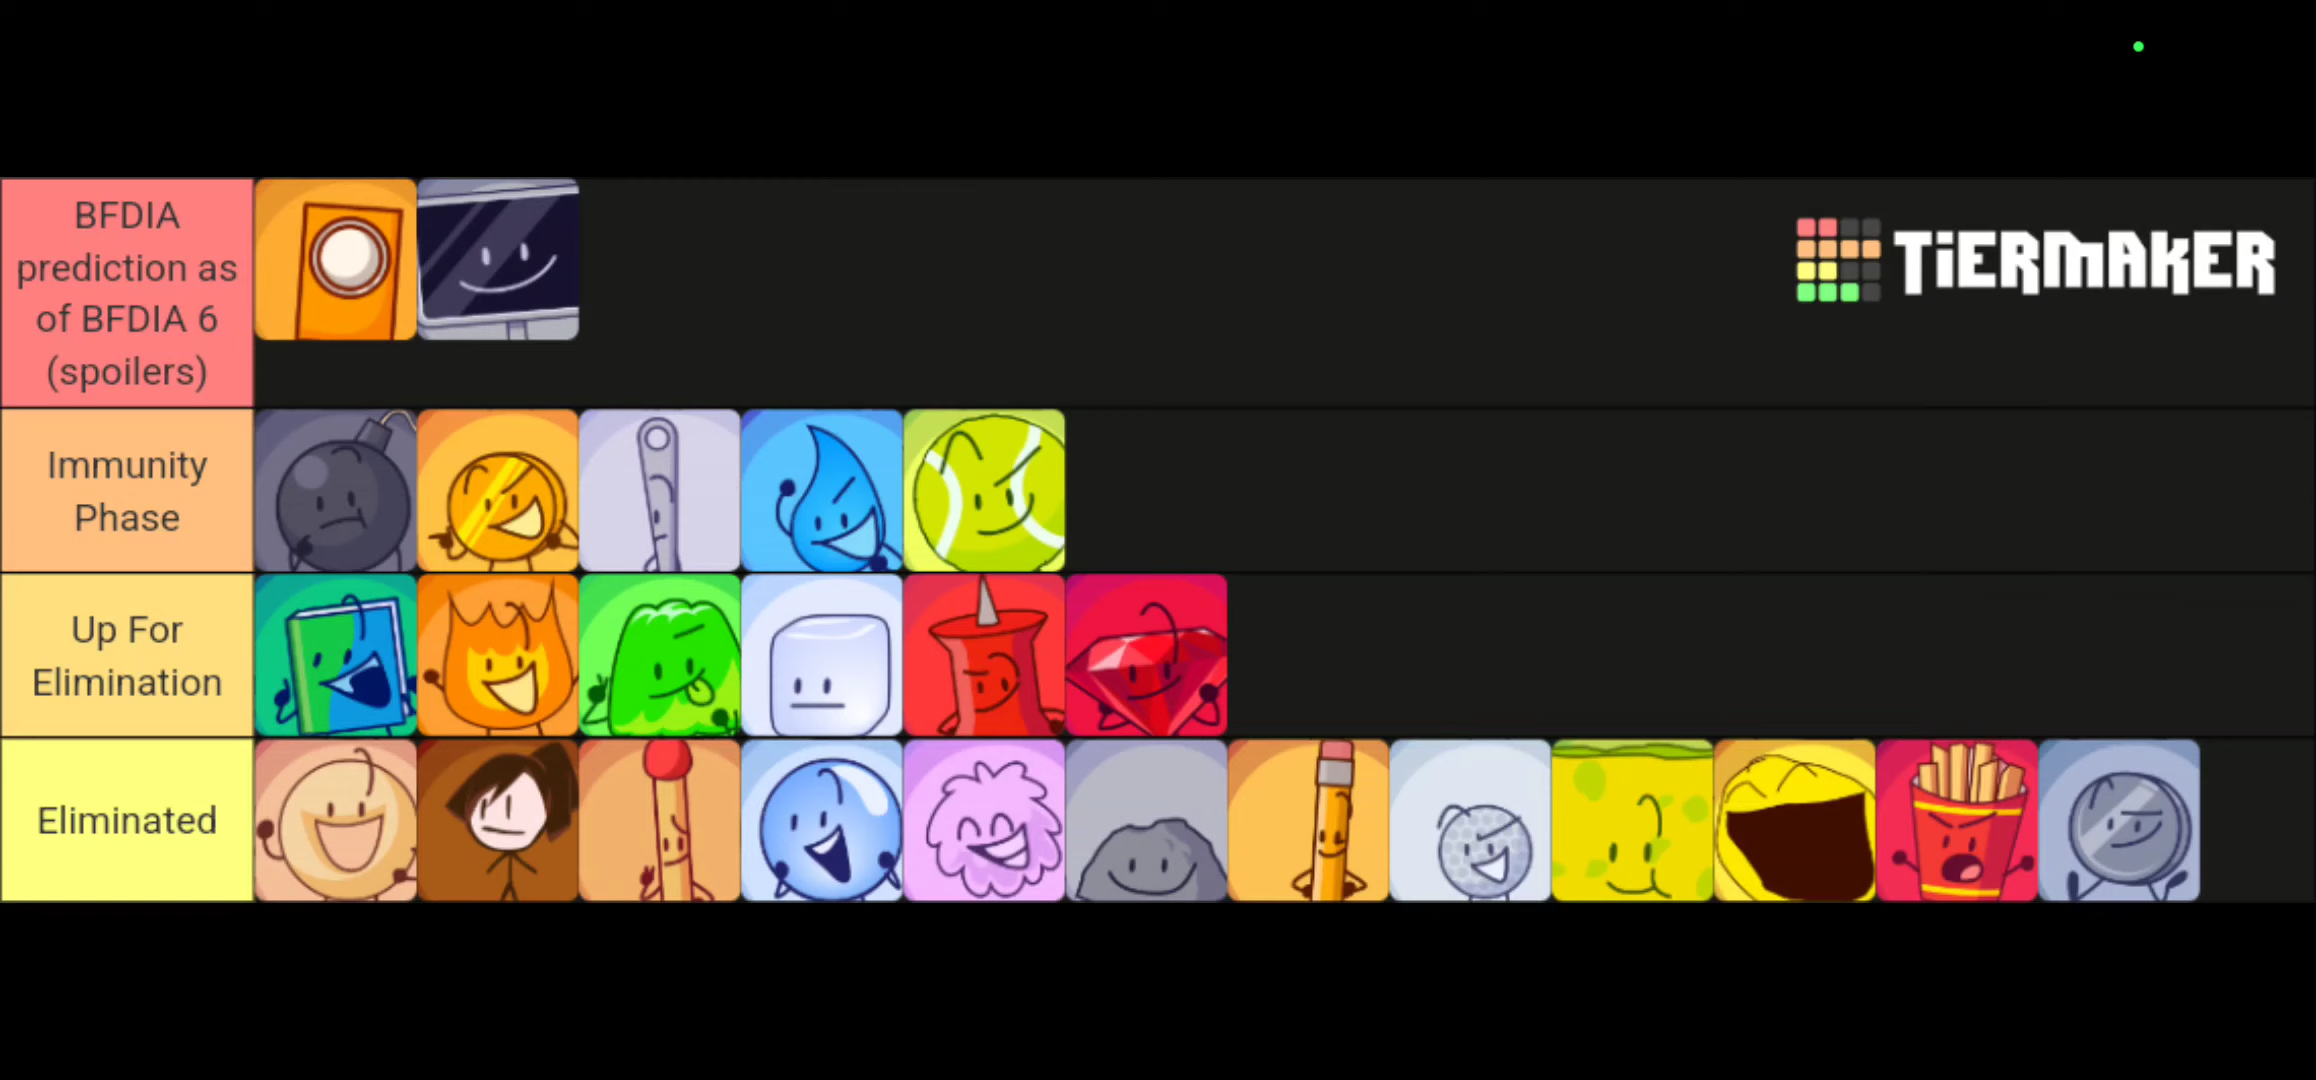 BFDIA
prediction as
of BFDIA 6
(spoilers)
TiERMAKER
Immunity
Phase
Up For
Elimination
Eliminated